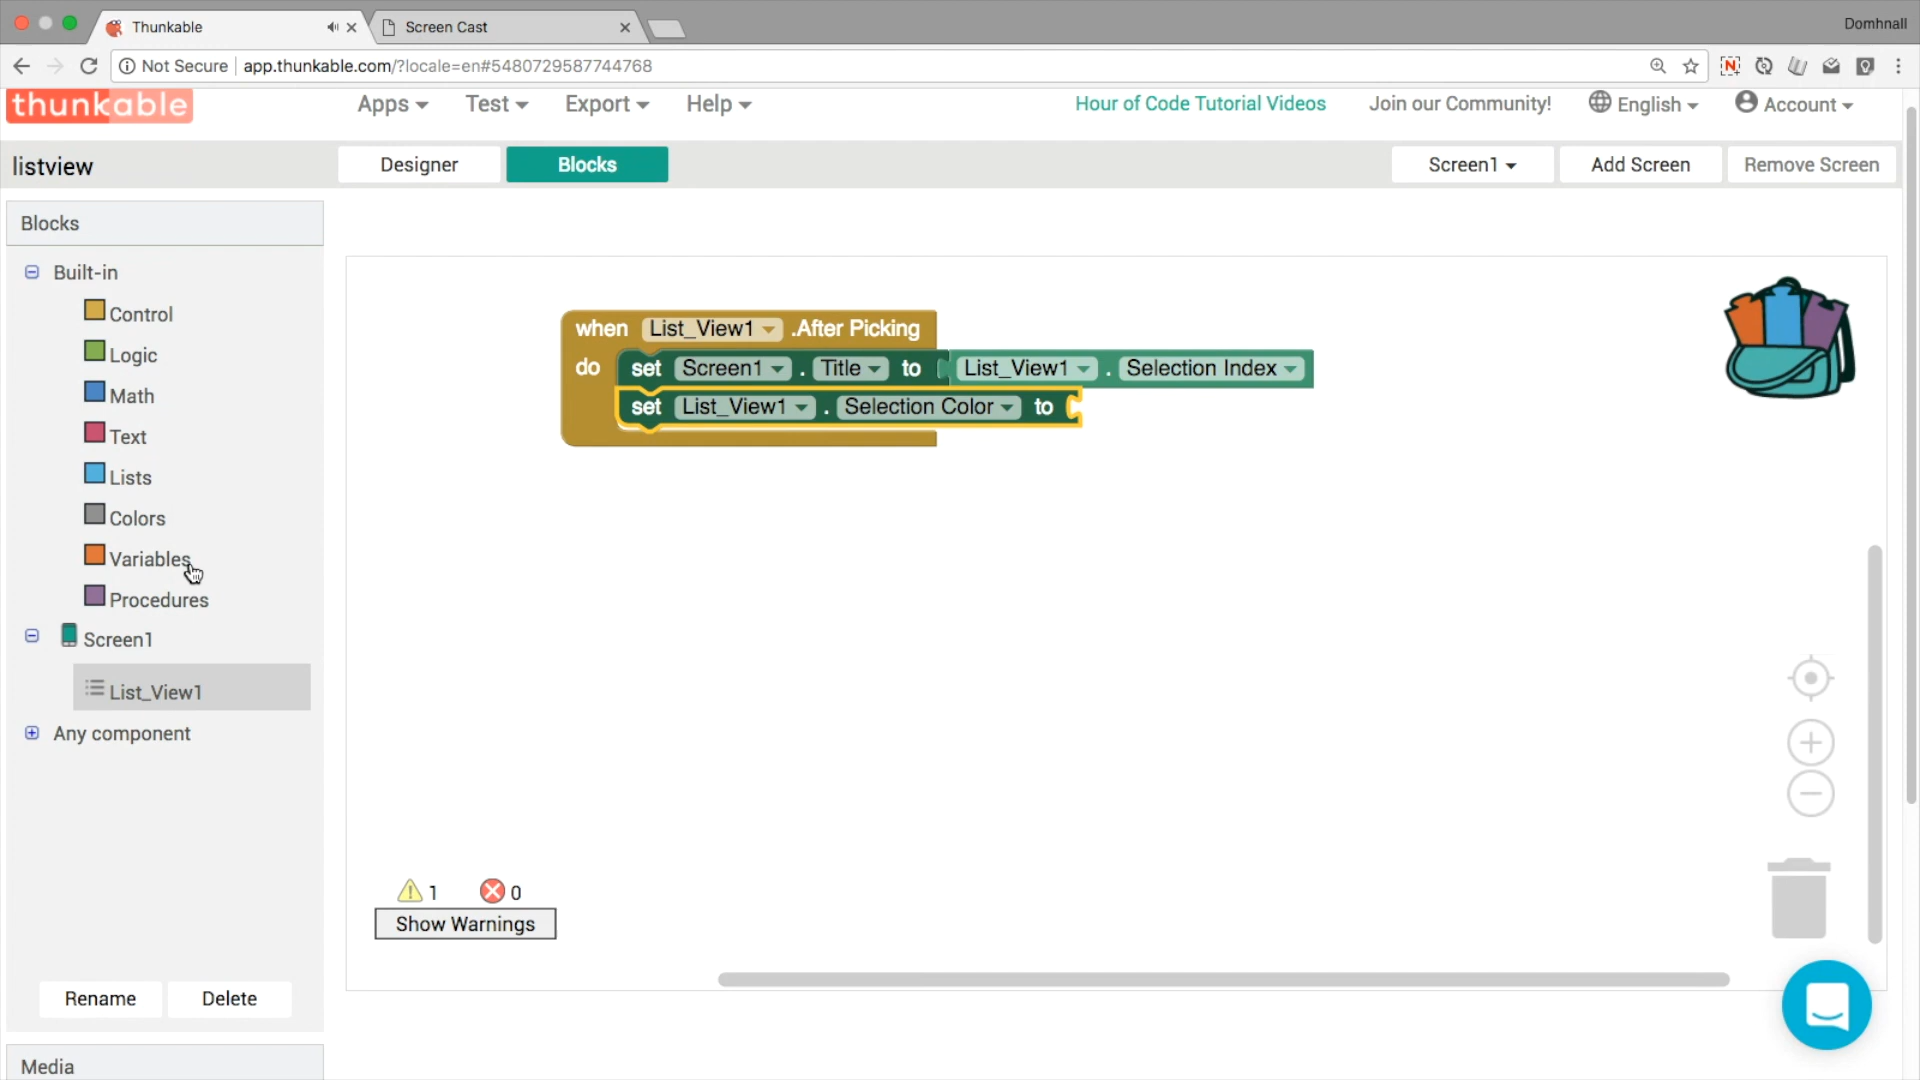 Thunkable
Screen Cast
Domhnall
Not Secure app.thunkable.com/?locale=en#5480729587744768
thunkable
Apps Test Export Help
Hour of Code Tutorial Videos Join our Community! English Account
listview
Designer Blocks
Screen1 Add Screen Remove Screen
Blocks
Built-in
Control
Logic
Math
Text
Lists
Colors
Variables
Procedures
Screen1
List_View1
Any component
Rename Delete
Media
when List_View1 .After Picking
do set Screen1 . Title to List_View1 . Selection Index
set List_View1 . Selection Color to
1 0
Show Warnings